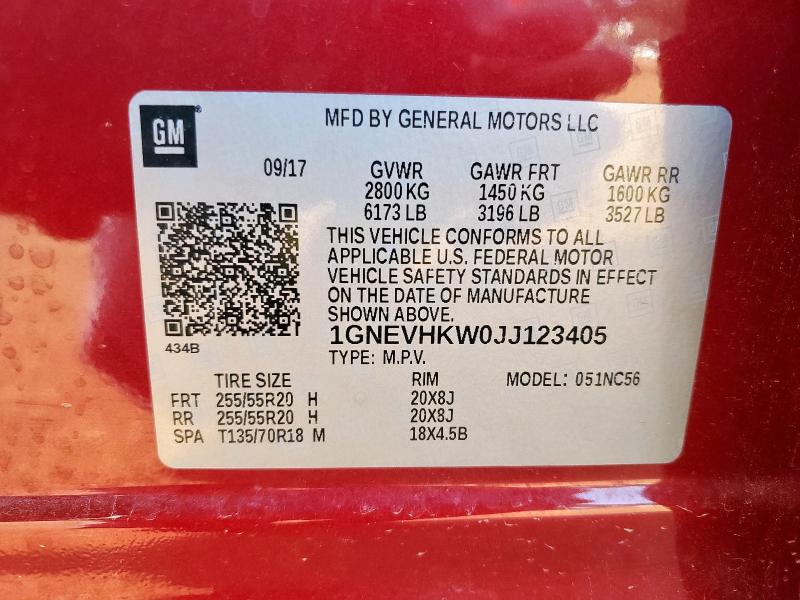 GM®
MFD BY GENERAL MOTORS LLC
09/17 GVWR GAWR FRT GAWR RR
2800 KG 1450 KG 1600 KG
6173 LB 3196 LB 3527 LB
THIS VEHICLE CONFORMS TO ALL
APPLICABLE U.S. FEDERAL MOTOR
VEHICLE SAFETY STANDARDS IN EFFECT
ON THE DATE OF MANUFACTURE
SHOWN ABOVE.
1GNEVHKW0JJ123405
434B
TYPE: M.P.V.
TIRE SIZE RIM MODEL: 051NC56
FRT 255/55R20 H 20X8J
RR 255/55R20 H 20X8J
SPA T135/70R18 M 18X4.5B